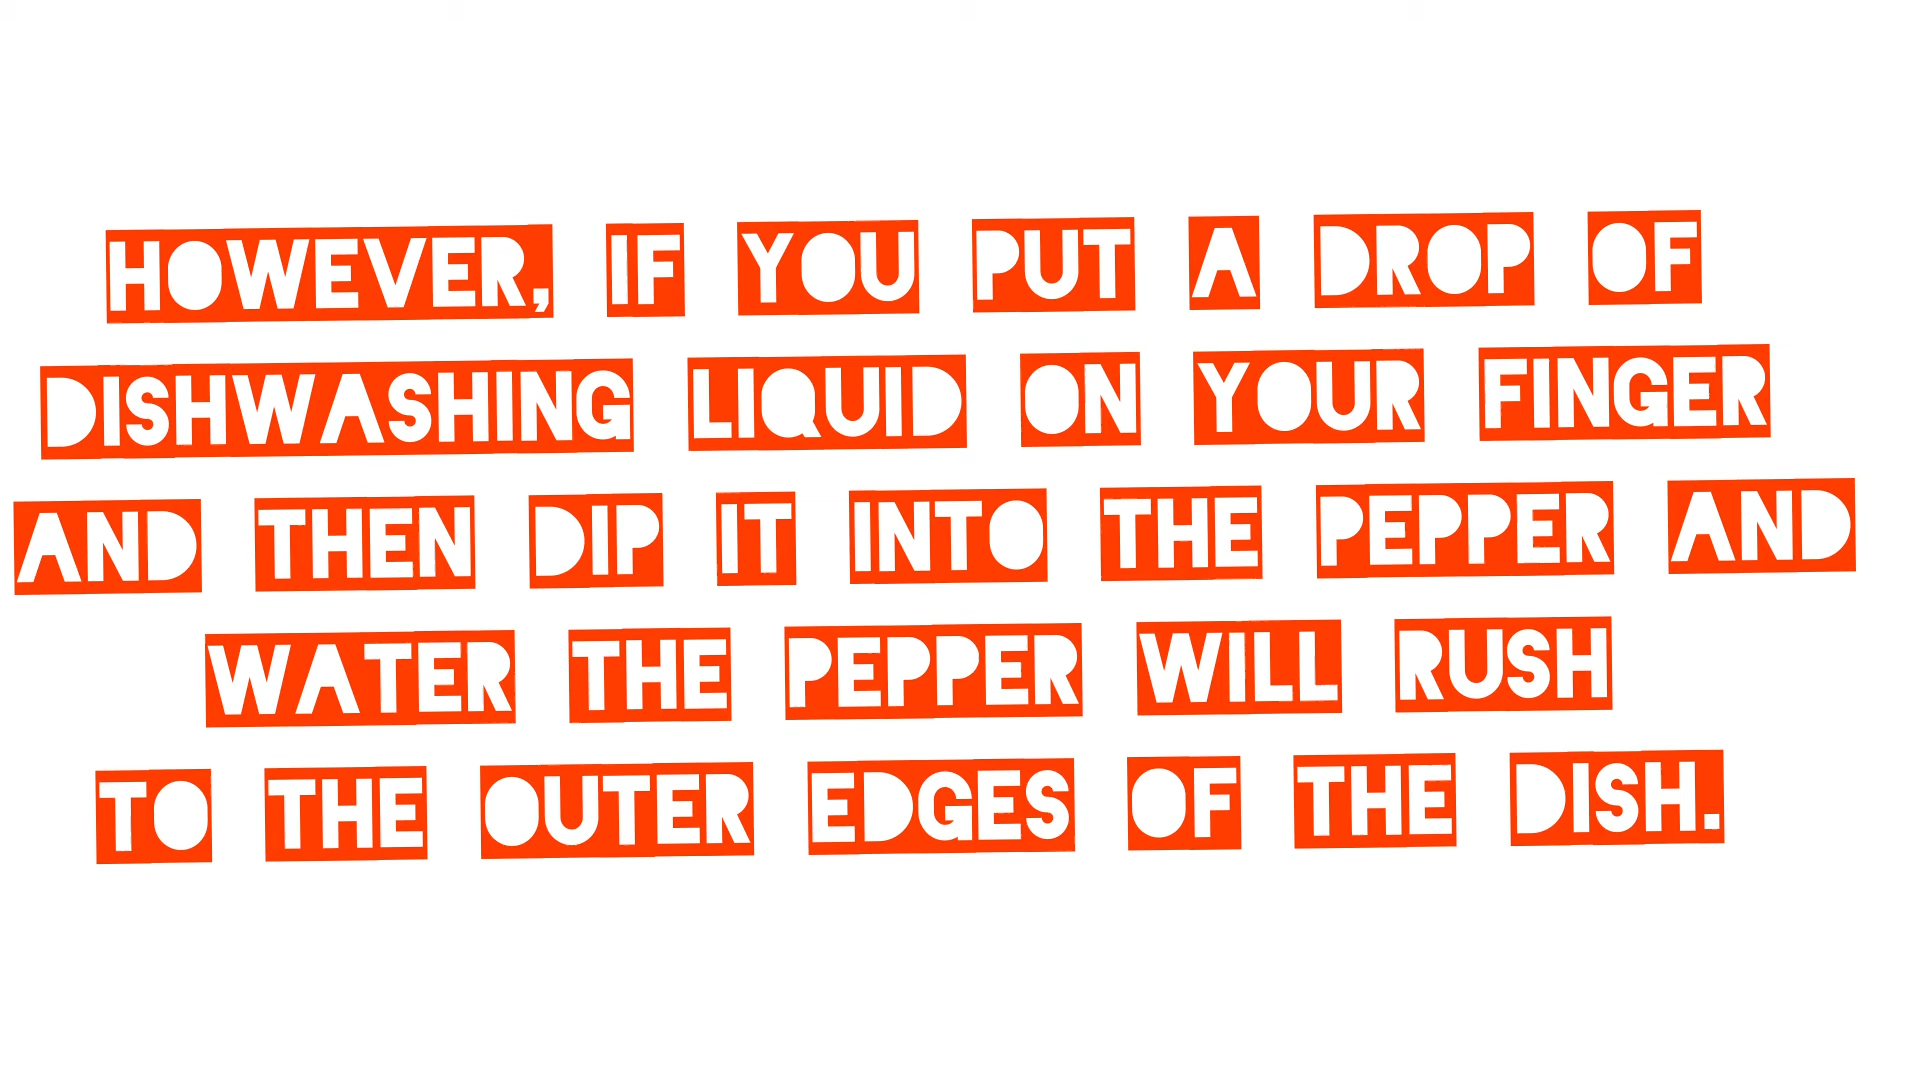 HOWEVER, IF YOU PUT A DROP OF
DISHWASHING LIQUID ON YOUR FINGER
AND THEN DIP IT INTO THE PEPPER AND
WATER THE PEPPER WILL RUSH
TO THE OUTER EDGES OF THE DISH.